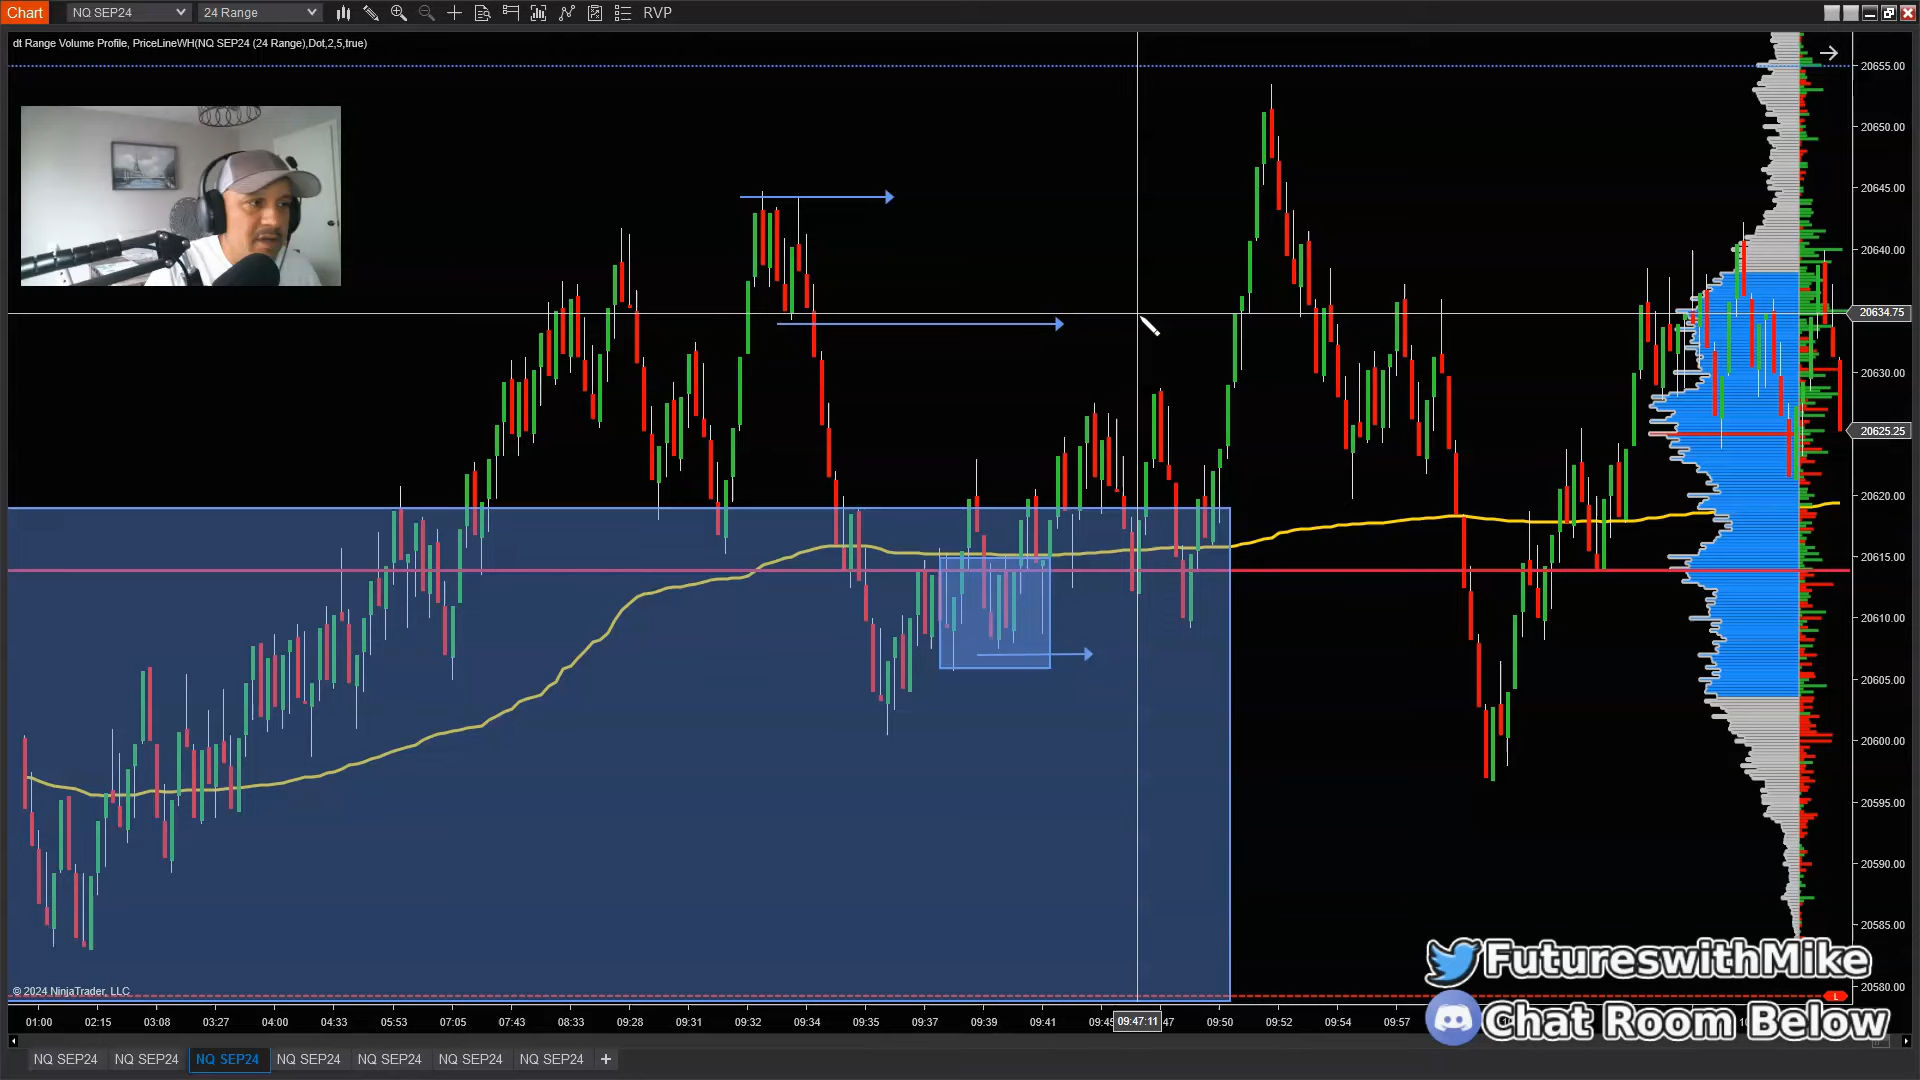 Chart NQ SEP24 24 Range RVP
dt Range Volume Profile, PriceLineWH(NQ SEP24 (24 Range),Dot,2,5,true)
20655.00
20650.00
20645.00
20640.00
20634.75
20630.00
20625.25
20620.00
20615.00
20610.00
20605.00
20600.00
20595.00
20590.00
20585.00
20580.00
L
FutureswithMike
Chat Room Below
© 2024 NinjaTrader, LLC
01:00 02:15 03:08 03:27 04:00 04:33 05:53 07:05 07:43 08:33 09:28 09:31 09:32 09:34 09:35 09:37 09:39 09:41 09:45 09:47:11 47 09:50 09:52 09:54 09:57
NQ SEP24 NQ SEP24 NQ SEP24 NQ SEP24 NQ SEP24 NQ SEP24 NQ SEP24 +